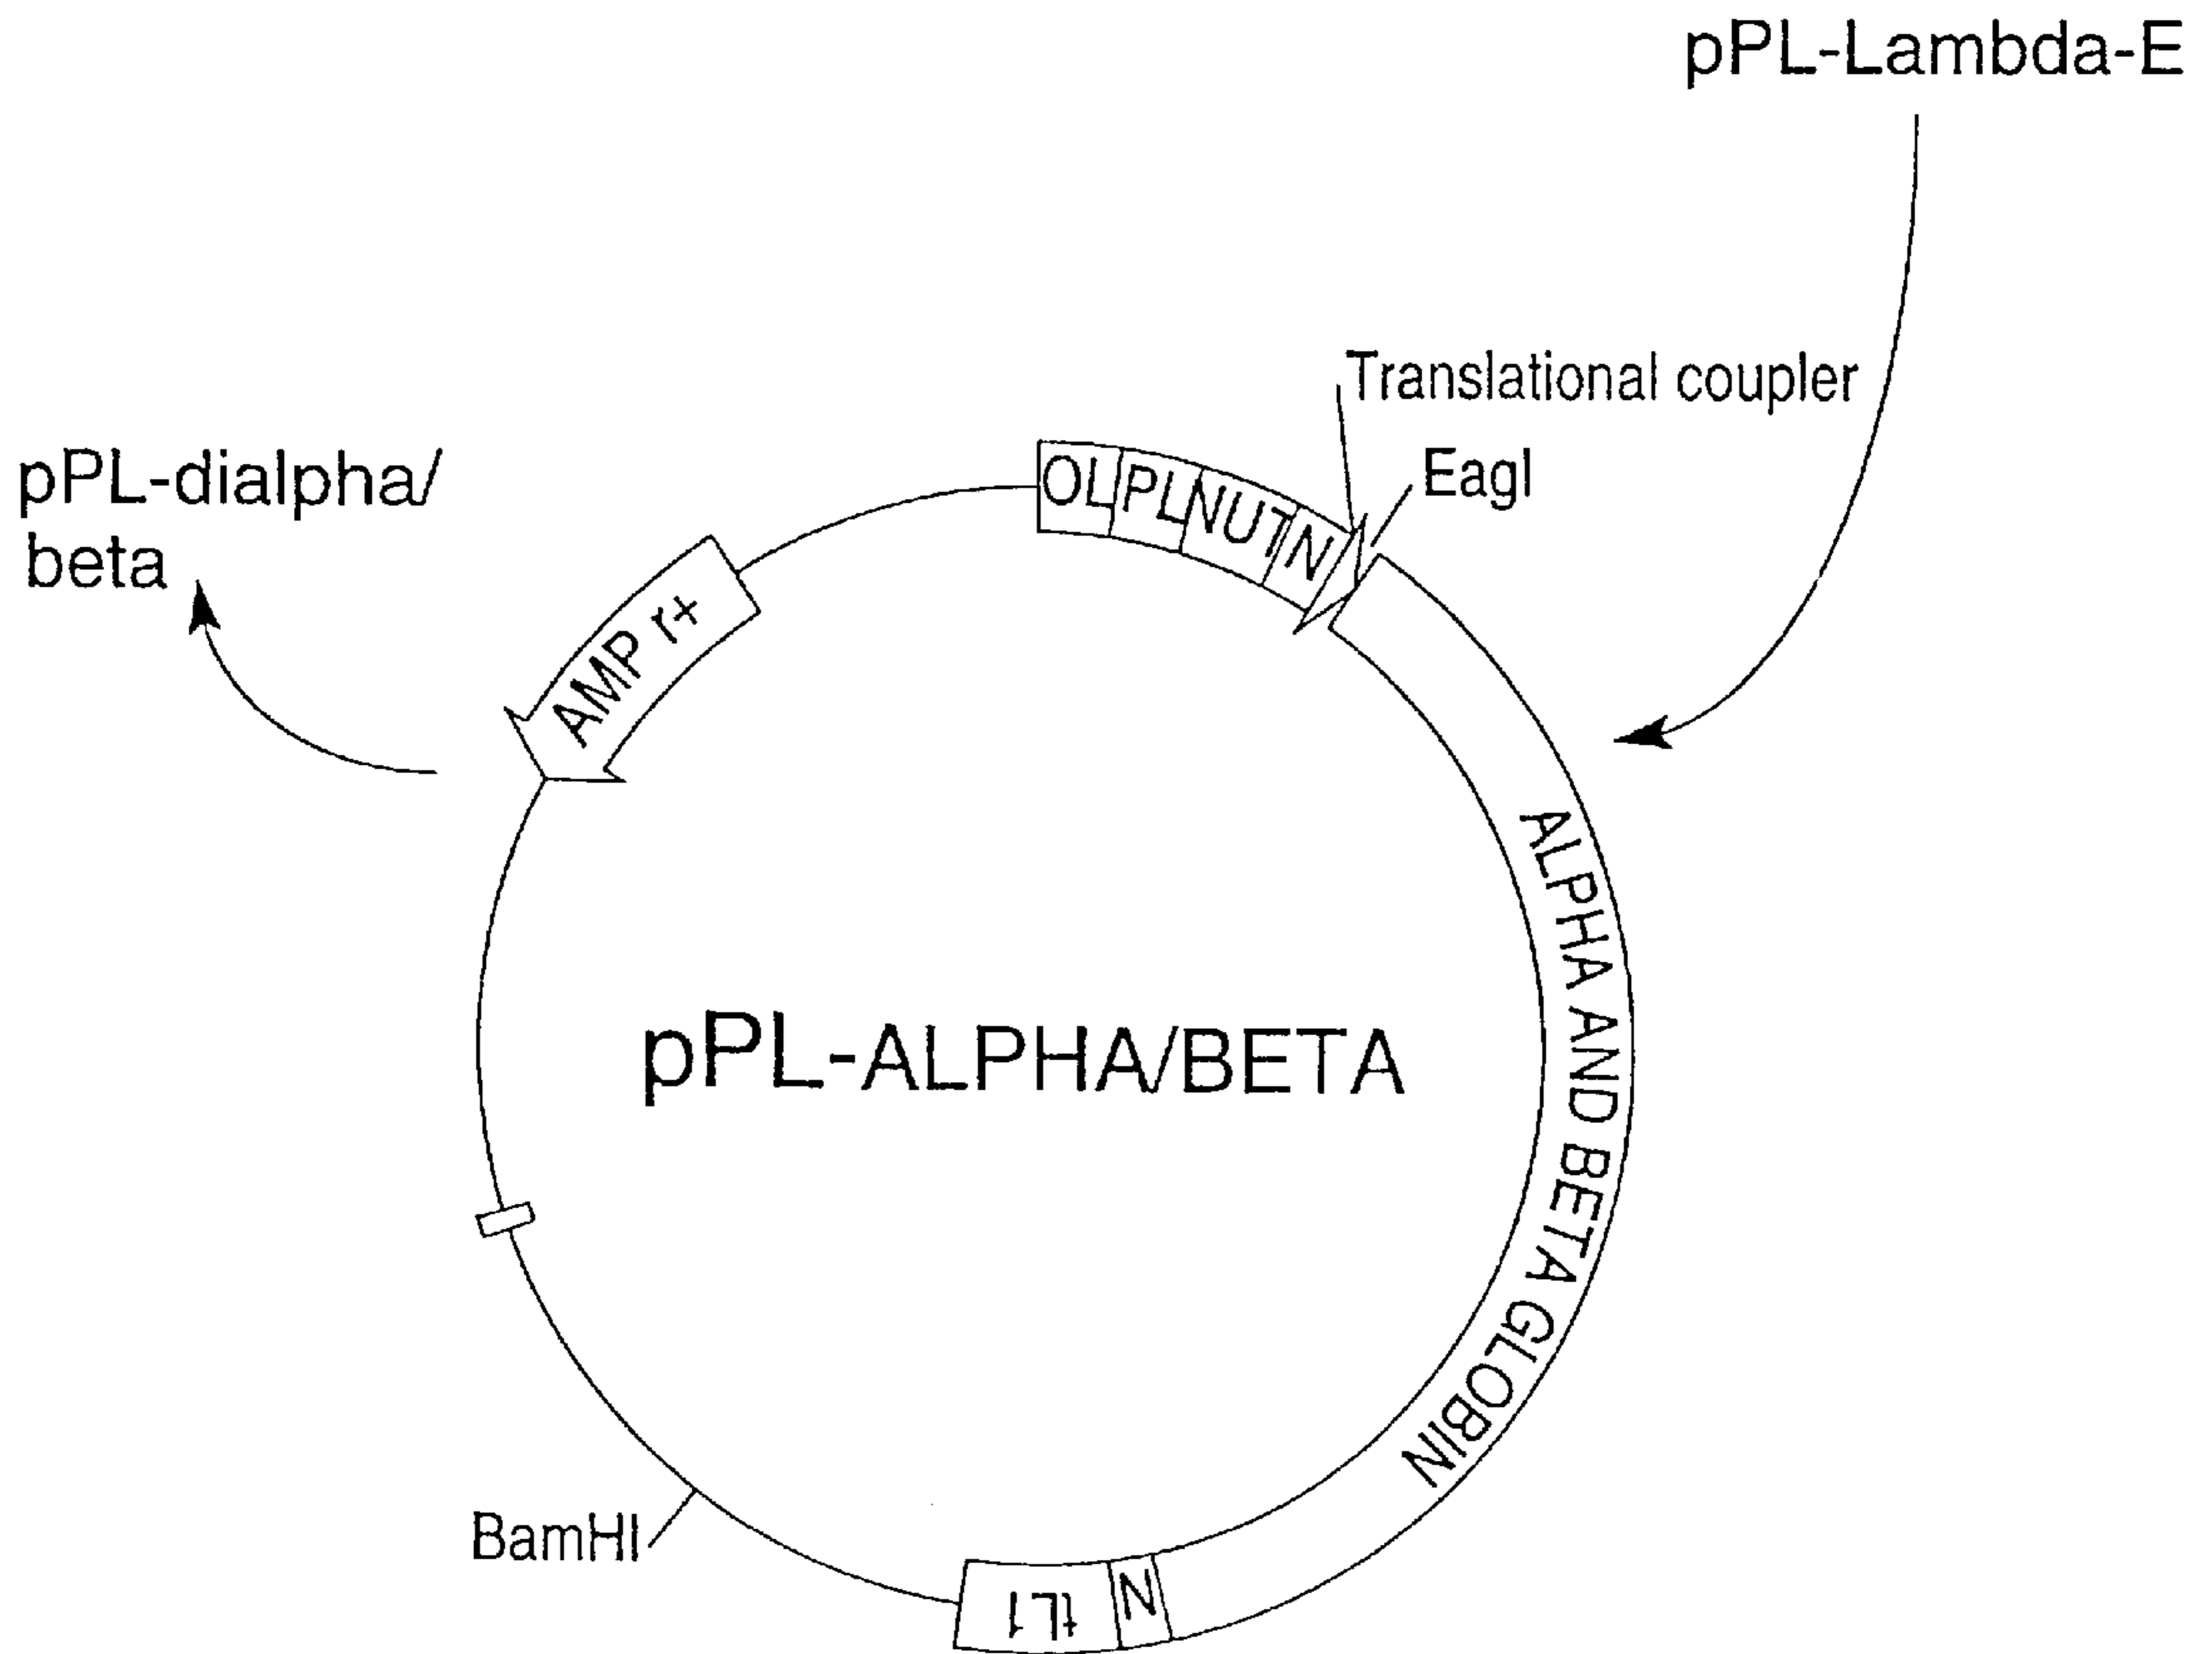 pPL-Lambda-E
Translational coupler
EagI
pPL-dialpha/
beta
OL PL NUT N
AMP r+
ALPHA AND BETA GLOBIN
pPL-ALPHA/BETA
BamHI
N
tL1